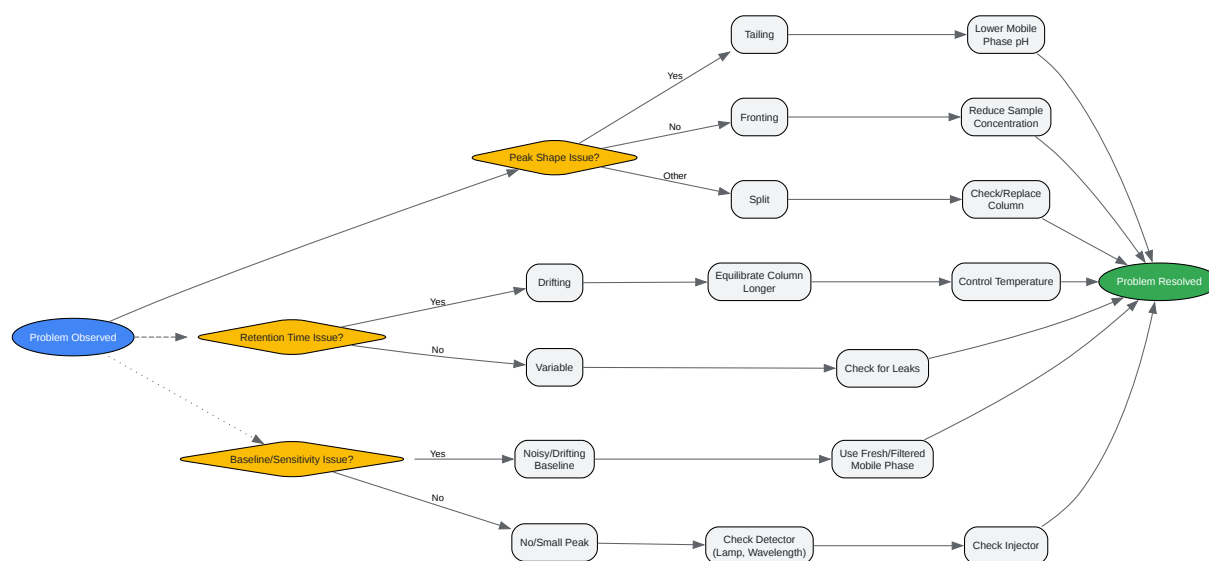 Tailing
Lower Mobile
Phase pH
Yes
Fronting
Reduce Sample
Concentration
No
Peak Shape Issue?
Other
Split
Check/Replace
Column
Drifting
Equilibrate Column
Longer
Control Temperature
Problem Resolved
Yes
Problem Observed
Retention Time Issue?
No
Variable
Check for Leaks
Baseline/Sensitivity Issue?
Yes
Noisy/Drifting
Baseline
Use Fresh/Filtered
Mobile Phase
No
No/Small Peak
Check Detector
(Lamp, Wavelength)
Check Injector